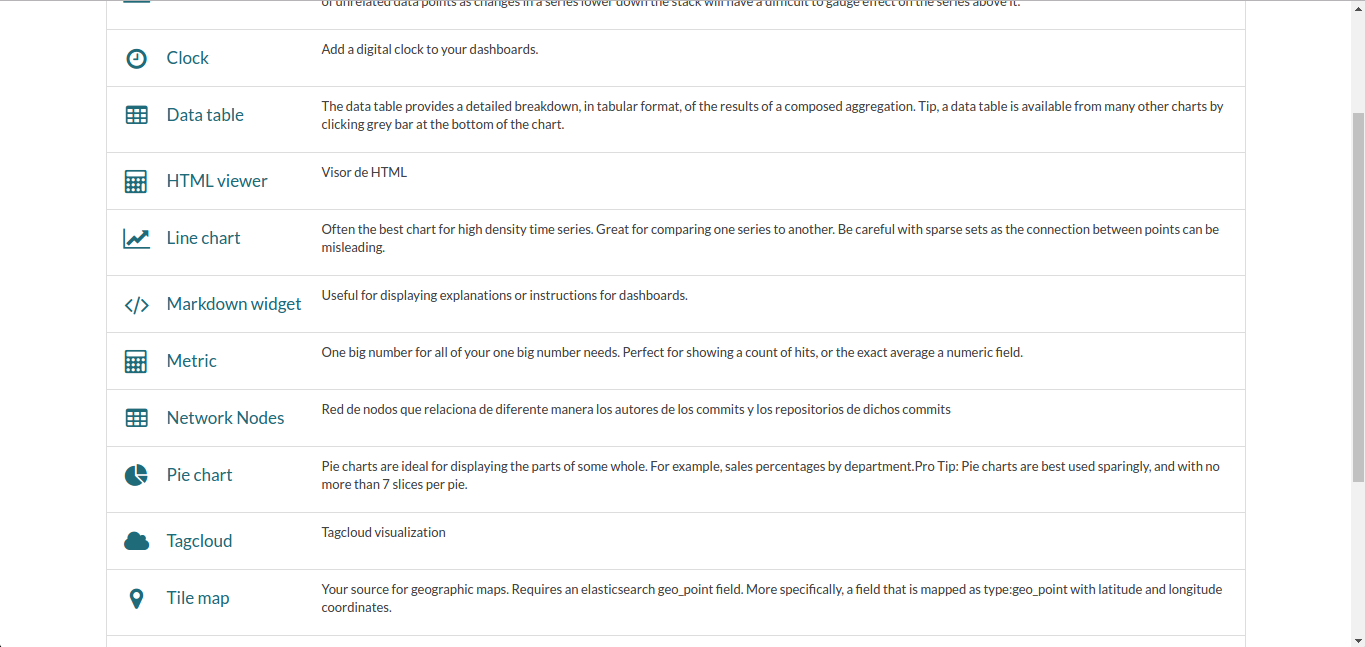 of unrelated data points as changes in a series lower down the stack will have a difficult to gauge effect on the series above it.
Clock
Add a digital clock to your dashboards.
Data table
The data table provides a detailed breakdown, in tabular format, of the results of a composed aggregation. Tip, a data table is available from many other charts by
clicking grey bar at the bottom of the chart.
HTML viewer
Visor de HTML
Line chart
Often the best chart for high density time series. Great for comparing one series to another. Be careful with sparse sets as the connection between points can be
misleading.
Markdown widget
Useful for displaying explanations or instructions for dashboards.
Metric
One big number for all of your one big number needs. Perfect for showing a count of hits, or the exact average a numeric field.
Network Nodes
Red de nodos que relaciona de diferente manera los autores de los commits y los repositorios de dichos commits
Pie chart
Pie charts are ideal for displaying the parts of some whole. For example, sales percentages by department.Pro Tip: Pie charts are best used sparingly, and with no
more than 7 slices per pie.
Tagcloud
Tagcloud visualization
Tile map
Your source for geographic maps. Requires an elasticsearch geo_point field. More specifically, a field that is mapped as type:geo_point with latitude and longitude
coordinates.